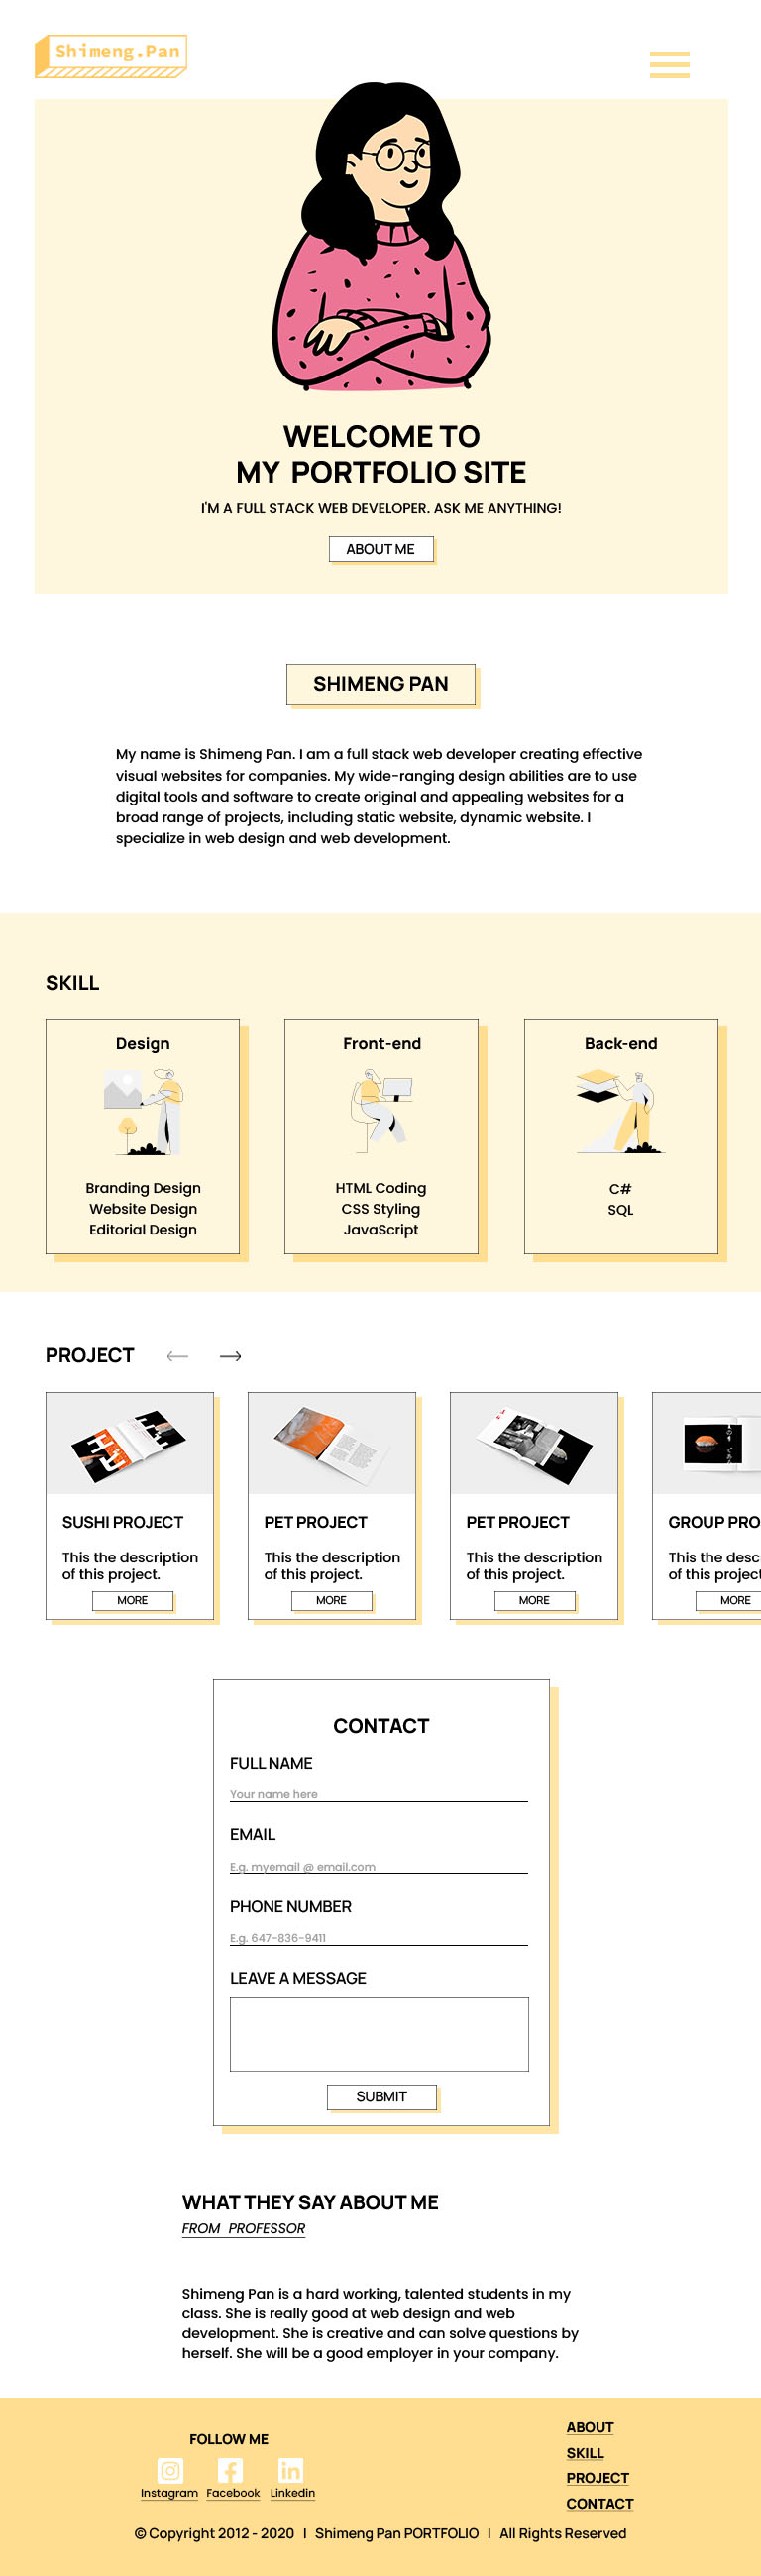 Shimeng.Pan
WELCOME TO
MY PORTFOLIO SITE
I'M A FULL STACK WEB DEVELOPER. ASK ME ANYTHING!
ABOUT ME
SHIMENG PAN
My name is Shimeng Pan. I am a full stack web developer creating effective
visual websites for companies. My wide-ranging design abilities are to use
digital tools and software to create original and appealing websites for a
broad range of projects, including static website, dynamic website. I
specialize in web design and web development.
SKILL
Design
Branding Design
Website Design
Editorial Design
Front-end
HTML Coding
CSS Styling
JavaScript
Back-end
C#
SQL
PROJECT
SUSHI PROJECT
This the description
of this project.
MORE
PET PROJECT
This the description
of this project.
MORE
PET PROJECT
This the description
of this project.
MORE
GROUP PRO
This the desc
of this project
MORE
CONTACT
FULL NAME
Your name here
EMAIL
E.g. myemail @ email.com
PHONE NUMBER
E.g. 647-836-9411
LEAVE A MESSAGE
SUBMIT
WHAT THEY SAY ABOUT ME
FROM PROFESSOR
Shimeng Pan is a hard working, talented students in my
class. She is really good at web design and web
development. She is creative and can solve questions by
herself. She will be a good employer in your company.
FOLLOW ME
Instagram Facebook Linkedin
ABOUT
SKILL
PROJECT
CONTACT
© Copyright 2012 - 2020 | Shimeng Pan PORTFOLIO | All Rights Reserved